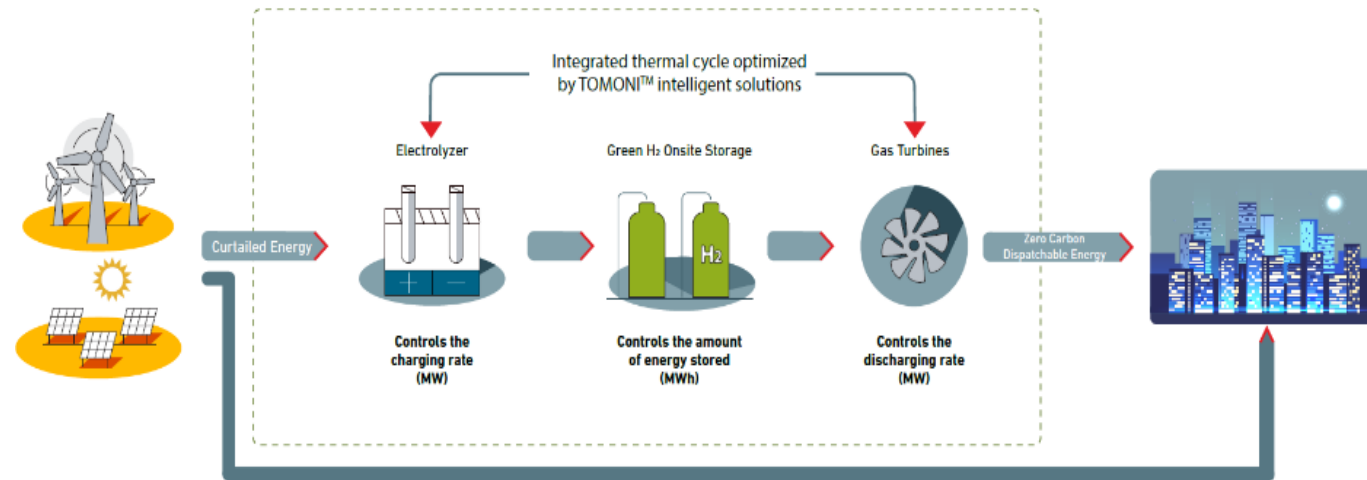 Integrated thermal cycle optimized
by TOMONI™ intelligent solutions
Electrolyzer
Green H₂ Onsite Storage
Gas Turbines
Curtailed Energy
H₂
Zero Carbon
Dispatchable Energy
Controls the
charging rate
(MW)
Controls the amount
of energy stored
(MWh)
Controls the
discharging rate
(MW)